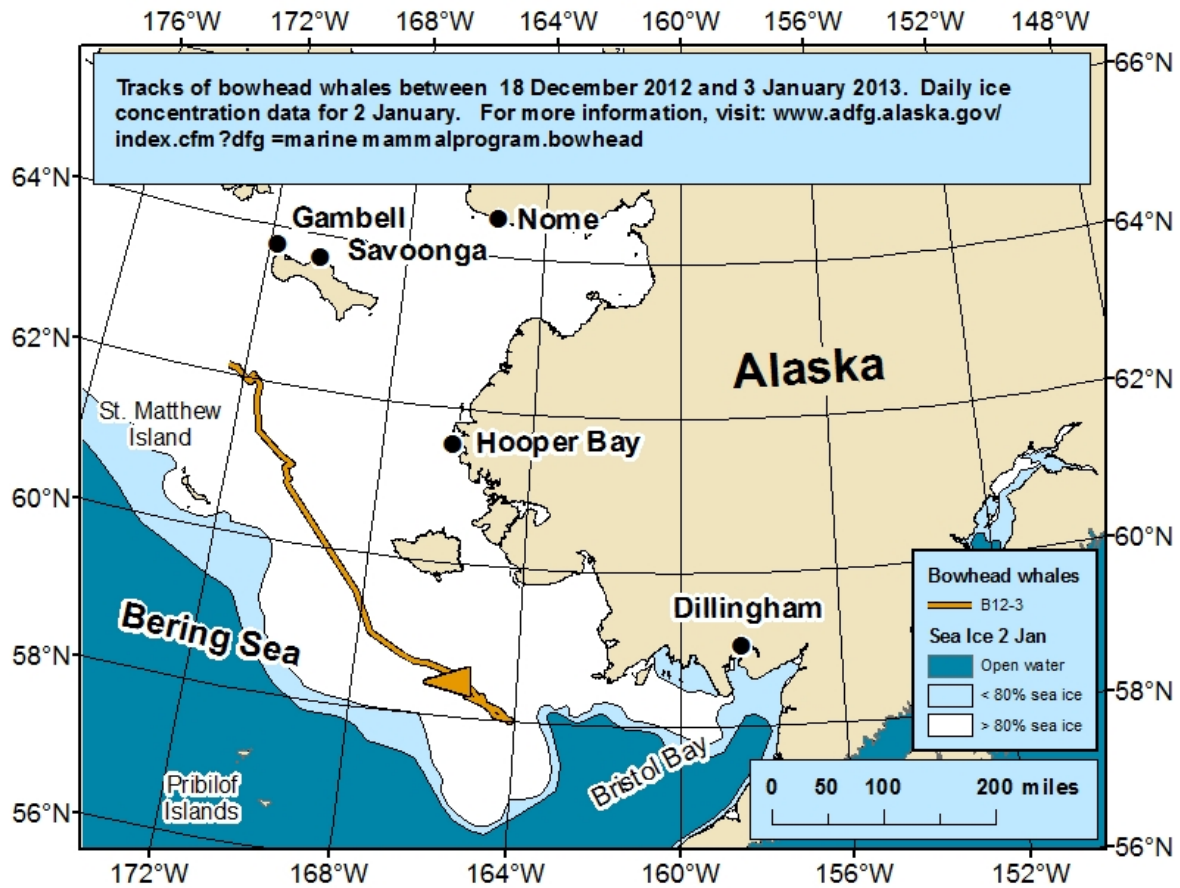 176°W 172°W 168°W 164°W 160°W 156°W 152°W 148°W
66°N
Tracks of bowhead whales between 18 December 2012 and 3 January 2013. Daily ice
concentration data for 2 January. For more information, visit: www.adfg.alaska.gov/
index.cfm?dfg =marine mammalprogram.bowhead
64°N
64°N
Gambell
Nome
Savoonga
62°N
62°N
Alaska
St. Matthew
Island
Hooper Bay
60°N
60°N
Bering Sea
Dillingham
58°N
58°N
Bristol Bay
Pribilof
Islands
56°N
56°N
Bowhead whales
B12-3
Sea Ice 2 Jan
Open water
< 80% sea ice
> 80% sea ice
0 50 100 200 miles
172°W 168°W 164°W 160°W 156°W 152°W